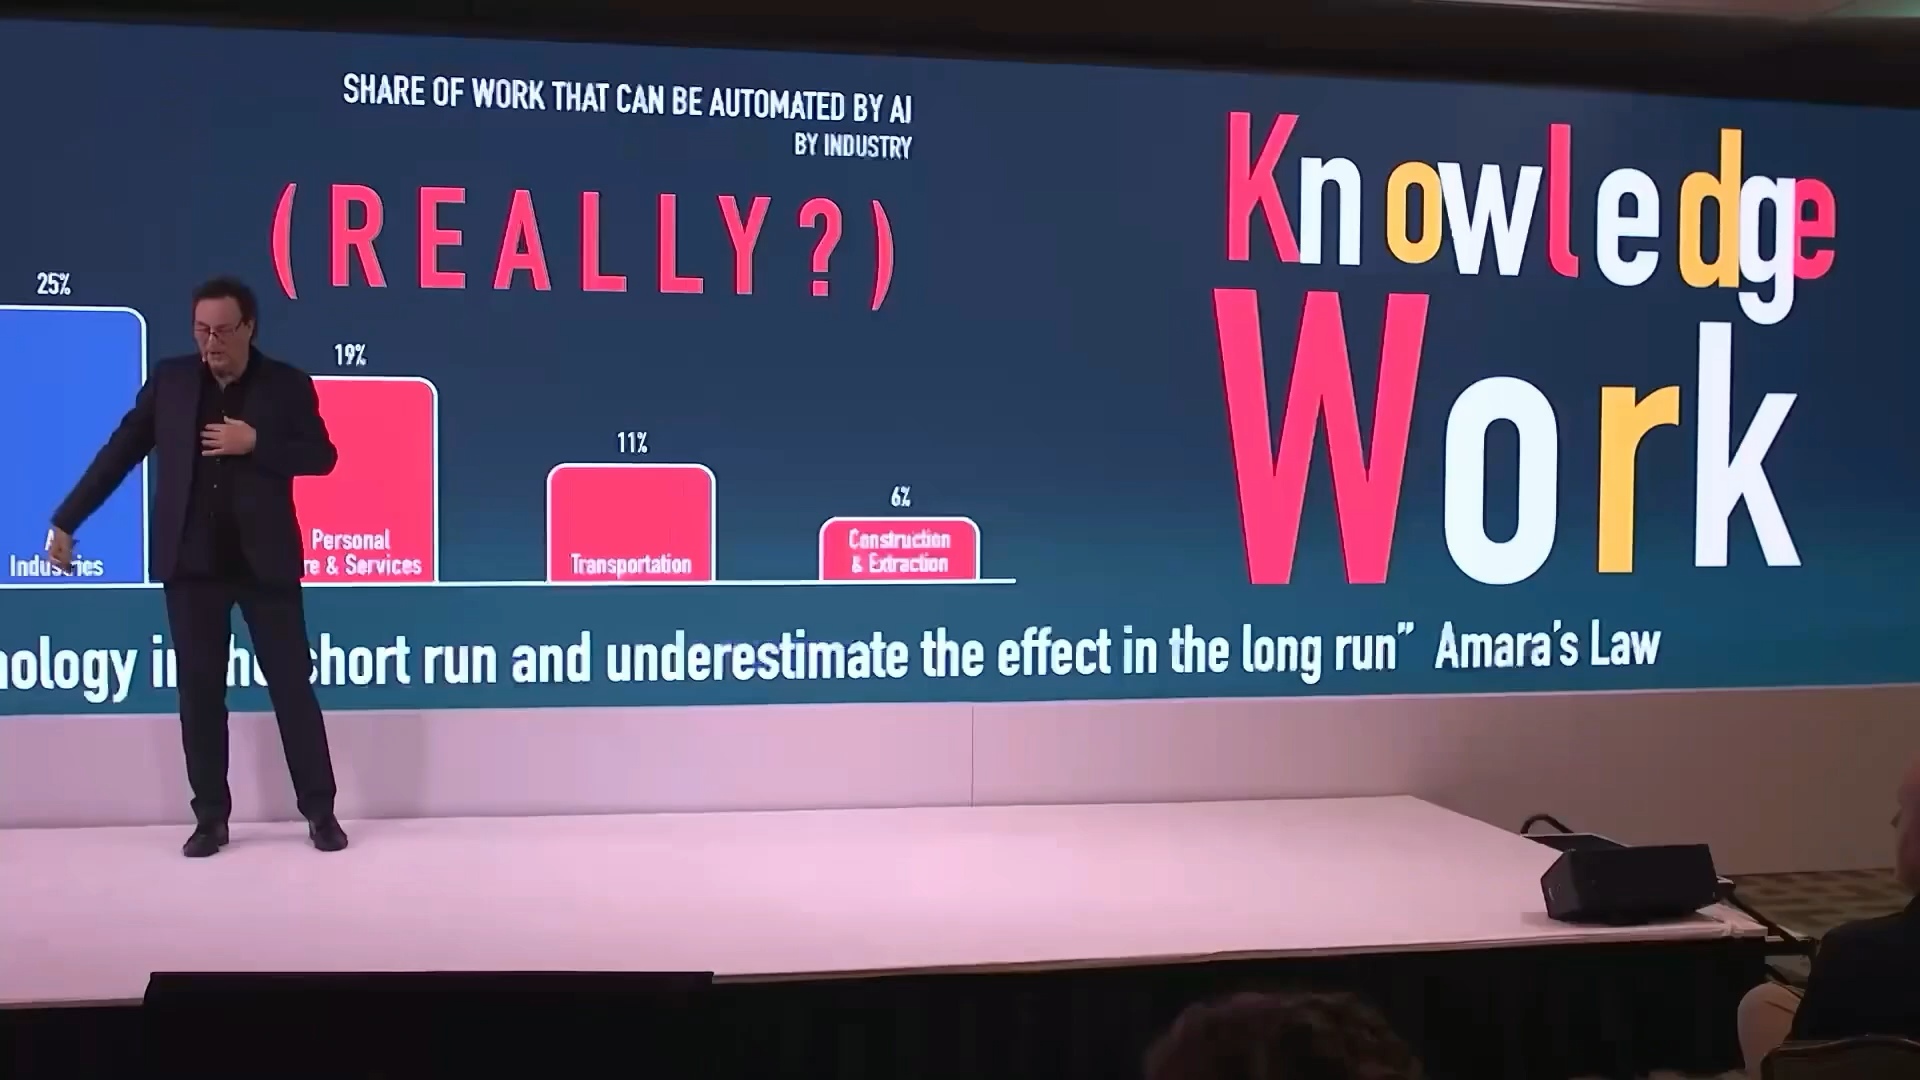 SHARE OF WORK THAT CAN BE AUTOMATED BY AI
BY INDUSTRY
(REALLY?)
25%
19%
11%
6%
Industries
Personal
& Services
Transportation
Construction
& Extraction
Knowledge
Work
short run and underestimate the effect in the long run” Amara's Law